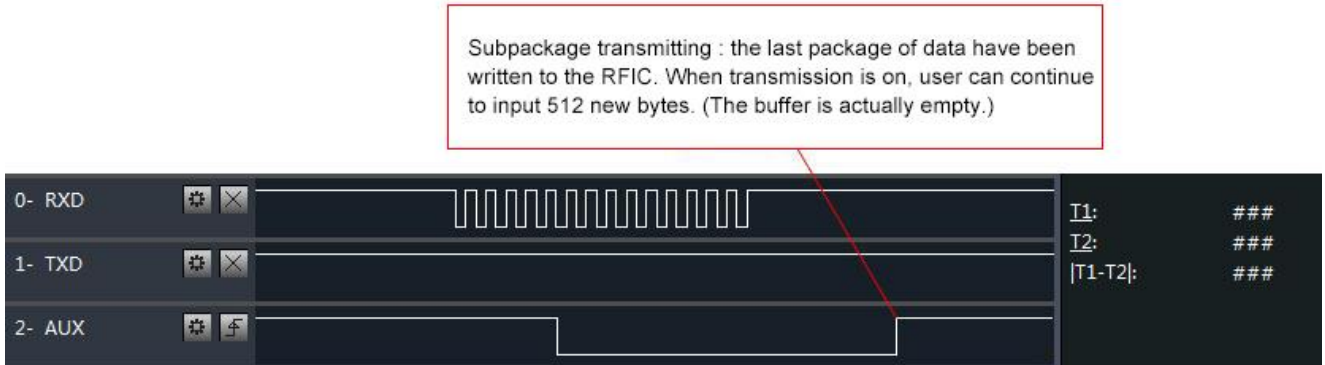 Subpackage transmitting : the last package of data have been
written to the RFIC. When transmission is on, user can continue
to input 512 new bytes. (The buffer is actually empty.)
0- RXD
T1: ###
1- TXD
T2: ###
|T1-T2|: ###
2- AUX